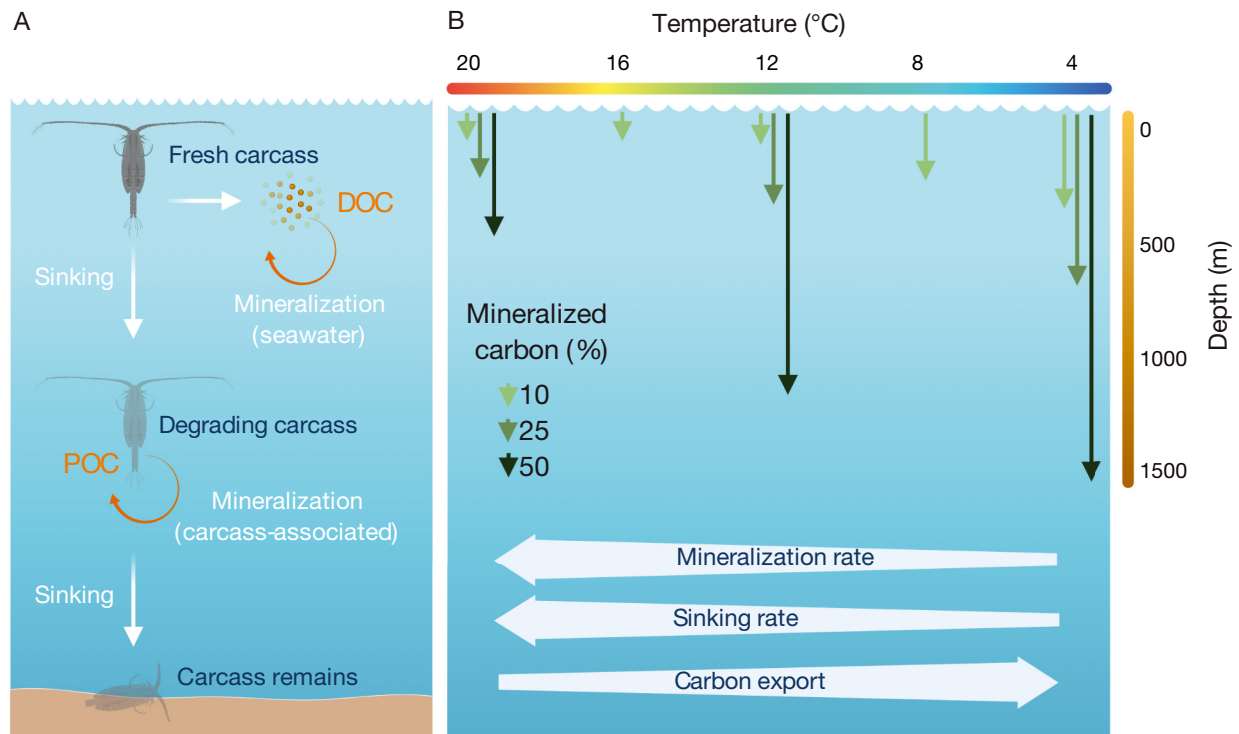 A
Fresh carcass
DOC
Sinking
Mineralization
(seawater)
Degrading carcass
POC
Mineralization
(carcass-associated)
Sinking
Carcass remains
B
Temperature (°C)
20 16 12 8 4
0
500
1000
1500
Depth (m)
Mineralized
carbon (%)
10
25
50
Mineralization rate
Sinking rate
Carbon export